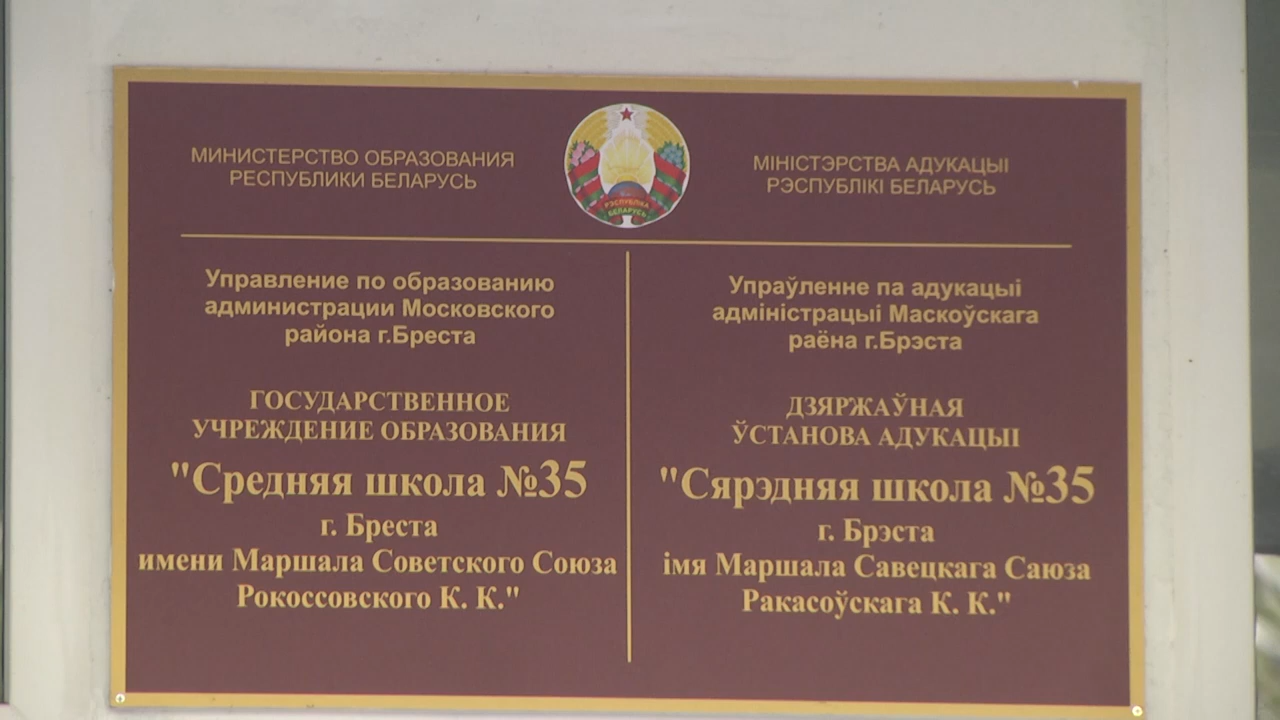 МИНИСТЕРСТВО ОБРАЗОВАНИЯ
РЕСПУБЛИКИ БЕЛАРУСЬ
РЭСПУБЛІКА
БЕЛАРУСЬ
МІНІСТЭРСТВА АДУКАЦЫІ
РЭСПУБЛІКІ БЕЛАРУСЬ
Управление по образованию
администрации Московского
района г.Бреста
ГОСУДАРСТВЕННОЕ
УЧРЕЖДЕНИЕ ОБРАЗОВАНИЯ
"Средняя школа №35
г. Бреста
имени Маршала Советского Союза
Рокоссовского К. К."
Упраўленне па адукацыі
адміністрацыі Маскоўскага
раёна г.Брэста
ДЗЯРЖАЎНАЯ
ЎСТАНОВА АДУКАЦЫІ
"Сярэдняя школа №35
г. Брэста
імя Маршала Савецкага Саюза
Ракасоўскага К. К."